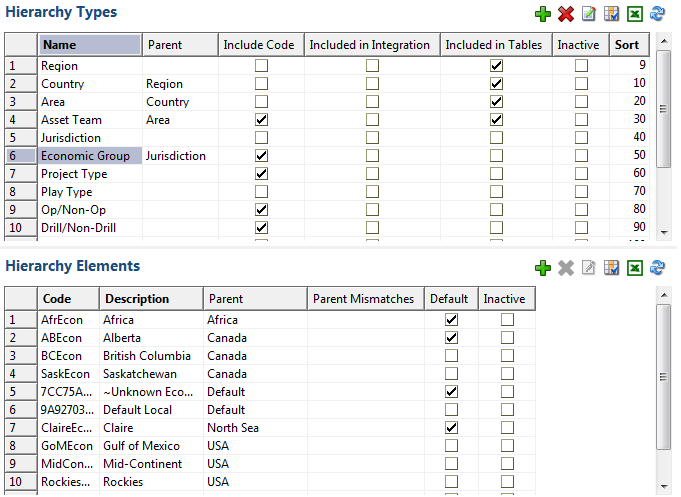 Hierarchy Types
Name Parent Include Code Included in Integration Included in Tables Inactive Sort
1 Region 9
2 Country Region 10
3 Area Country 20
4 Asset Team Area 30
5 Jurisdiction 40
6 Economic Group Jurisdiction 50
7 Project Type 60
8 Play Type 70
9 Op/Non-Op 80
10 Drill/Non-Drill 90
Hierarchy Elements
Code Description Parent Parent Mismatches Default Inactive
1 AfrEcon Africa Africa
2 ABEcon Alberta Canada
3 BCEcon British Columbia Canada
4 SaskEcon Saskatchewan Canada
5 7CC75A... ~Unknown Eco... Default
6 9A92703... Default Local Default
7 ClaireEc... Claire North Sea
8 GoMEcon Gulf of Mexico USA
9 MidCon... Mid-Continent USA
10 Rockies... Rockies USA